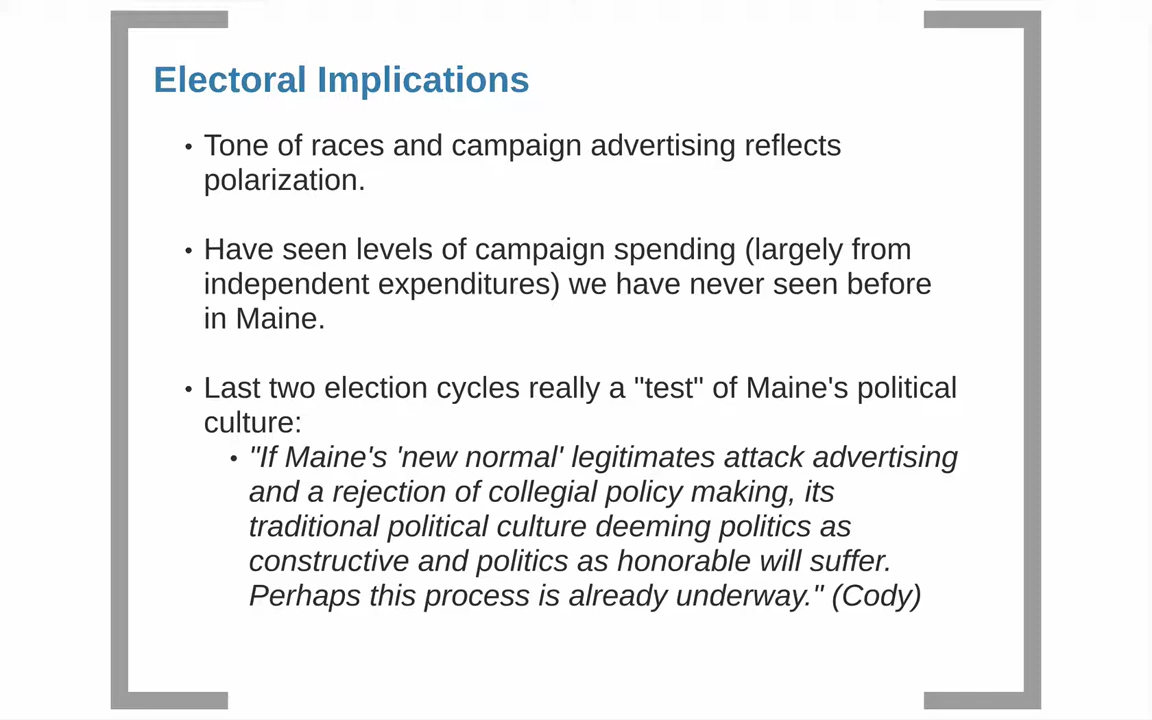 Electoral Implications
• Tone of races and campaign advertising reflects
polarization.
• Have seen levels of campaign spending (largely from
independent expenditures) we have never seen before
in Maine.
• Last two election cycles really a "test" of Maine's political
culture:
• "If Maine's 'new normal' legitimates attack advertising
and a rejection of collegial policy making, its
traditional political culture deeming politics as
constructive and politics as honorable will suffer.
Perhaps this process is already underway." (Cody)